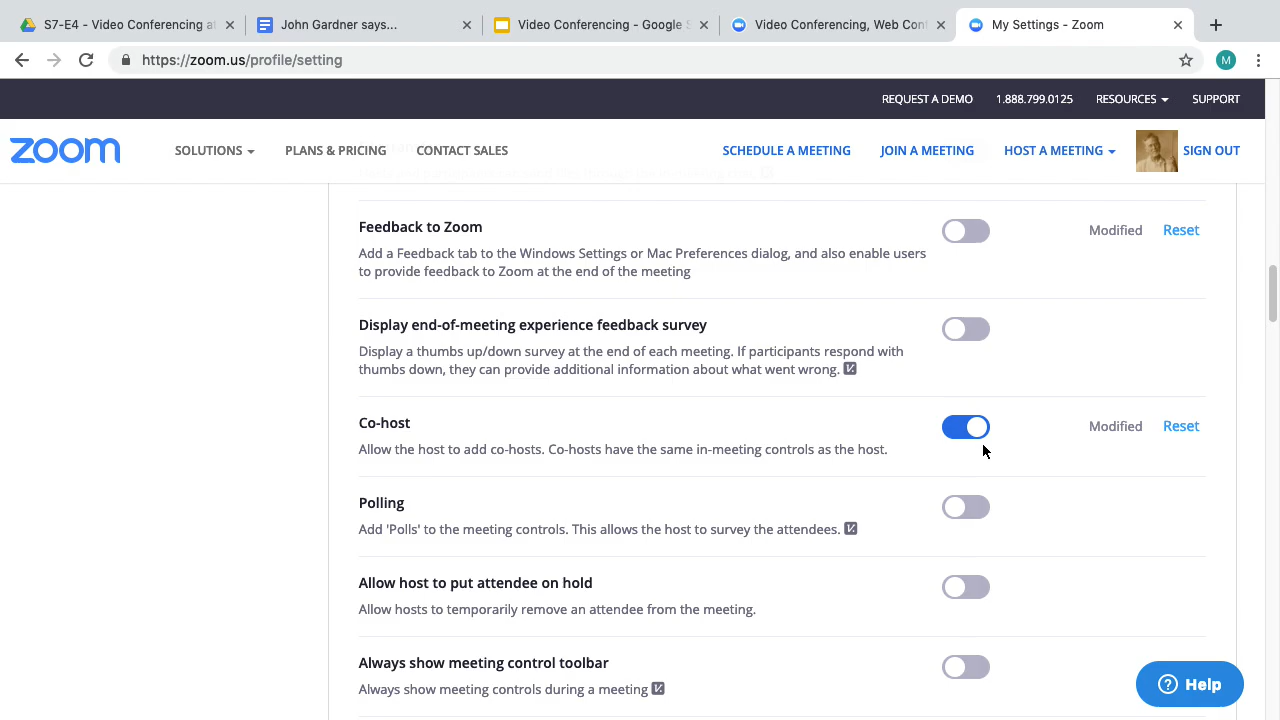 S7-E4 - Video Conferencing at
John Gardner says...
Video Conferencing - Google S
Video Conferencing, Web Conf
My Settings - Zoom
https://zoom.us/profile/setting
M
REQUEST A DEMO
1.888.799.0125
RESOURCES
SUPPORT
zoom
SOLUTIONS
PLANS & PRICING
CONTACT SALES
SCHEDULE A MEETING
JOIN A MEETING
HOST A MEETING
SIGN OUT
Feedback to Zoom
Modified
Reset
Add a Feedback tab to the Windows Settings or Mac Preferences dialog, and also enable users
to provide feedback to Zoom at the end of the meeting
Display end-of-meeting experience feedback survey
Display a thumbs up/down survey at the end of each meeting. If participants respond with
thumbs down, they can provide additional information about what went wrong.
Co-host
Modified
Reset
Allow the host to add co-hosts. Co-hosts have the same in-meeting controls as the host.
Polling
Add 'Polls' to the meeting controls. This allows the host to survey the attendees.
Allow host to put attendee on hold
Allow hosts to temporarily remove an attendee from the meeting.
Always show meeting control toolbar
Always show meeting controls during a meeting
Help